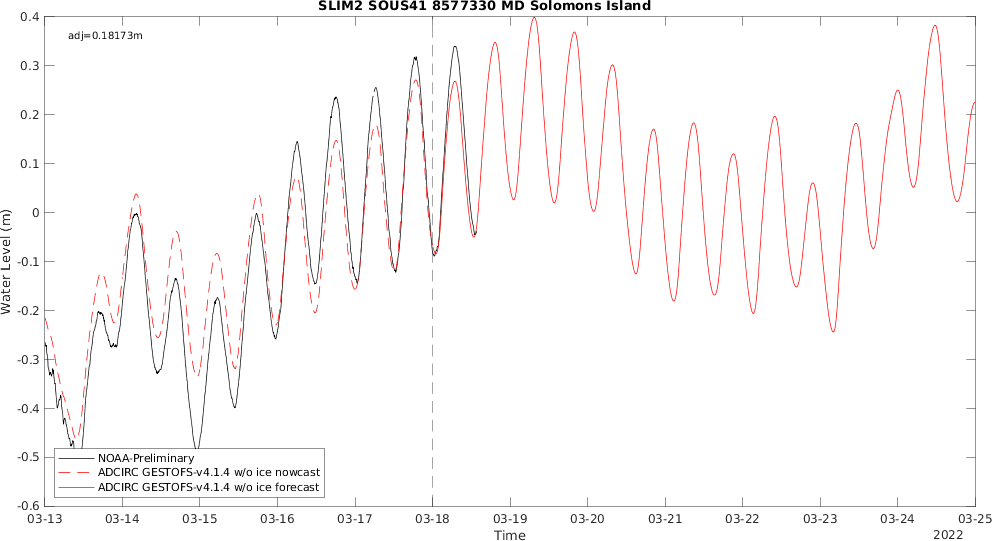 SLIM2 SOUS41 8577330 MD Solomons Island
0.4
adj=0.18173m
0.3
0.2
0.1
0
-0.1
-0.2
-0.3
-0.4
-0.5
-0.6
Water Level (m)
NOAA-Preliminary
ADCIRC GESTOFS-v4.1.4 w/o ice nowcast
ADCIRC GESTOFS-v4.1.4 w/o ice forecast
03-13 03-14 03-15 03-16 03-17 03-18 03-19 03-20 03-21 03-22 03-23 03-24 03-25
Time
2022